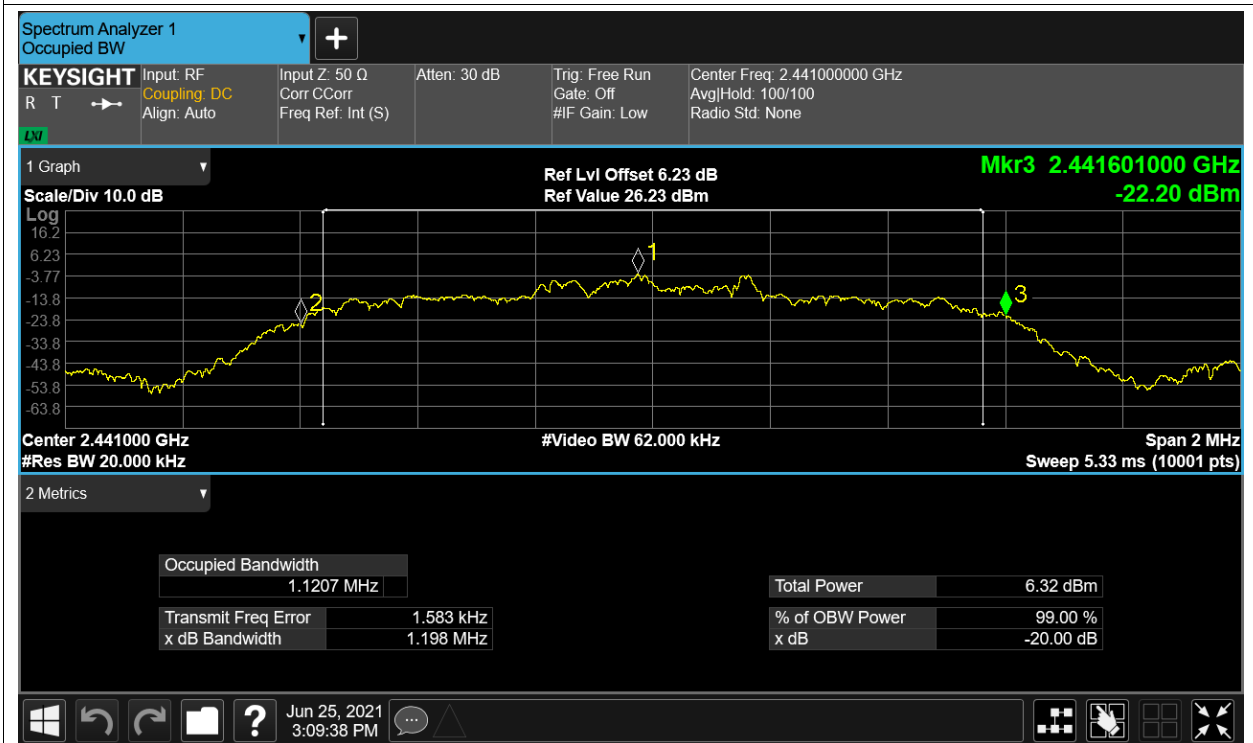 Spectrum Analyzer 1
Occupied BW
+
KEYSIGHT
R T
LXI
Input: RF
Coupling: DC
Align: Auto
Input Z: 50 Ω
Corr CCorr
Freq Ref: Int (S)
Atten: 30 dB
Trig: Free Run
Gate: Off
#IF Gain: Low
Center Freq: 2.441000000 GHz
Avg|Hold: 100/100
Radio Std: None
1 Graph
Scale/Div 10.0 dB
Ref Lvl Offset 6.23 dB
Ref Value 26.23 dBm
Mkr3 2.441601000 GHz
-22.20 dBm
Log
16.2
6.23
-3.77
-13.8
-23.8
-33.8
-43.8
-53.8
-63.8
1
2
3
Center 2.441000 GHz
#Res BW 20.000 kHz
#Video BW 62.000 kHz
Span 2 MHz
Sweep 5.33 ms (10001 pts)
2 Metrics
Occupied Bandwidth
1.1207 MHz
Transmit Freq Error 1.583 kHz
x dB Bandwidth 1.198 MHz
Total Power 6.32 dBm
% of OBW Power 99.00 %
x dB -20.00 dB
?
Jun 25, 2021
3:09:38 PM